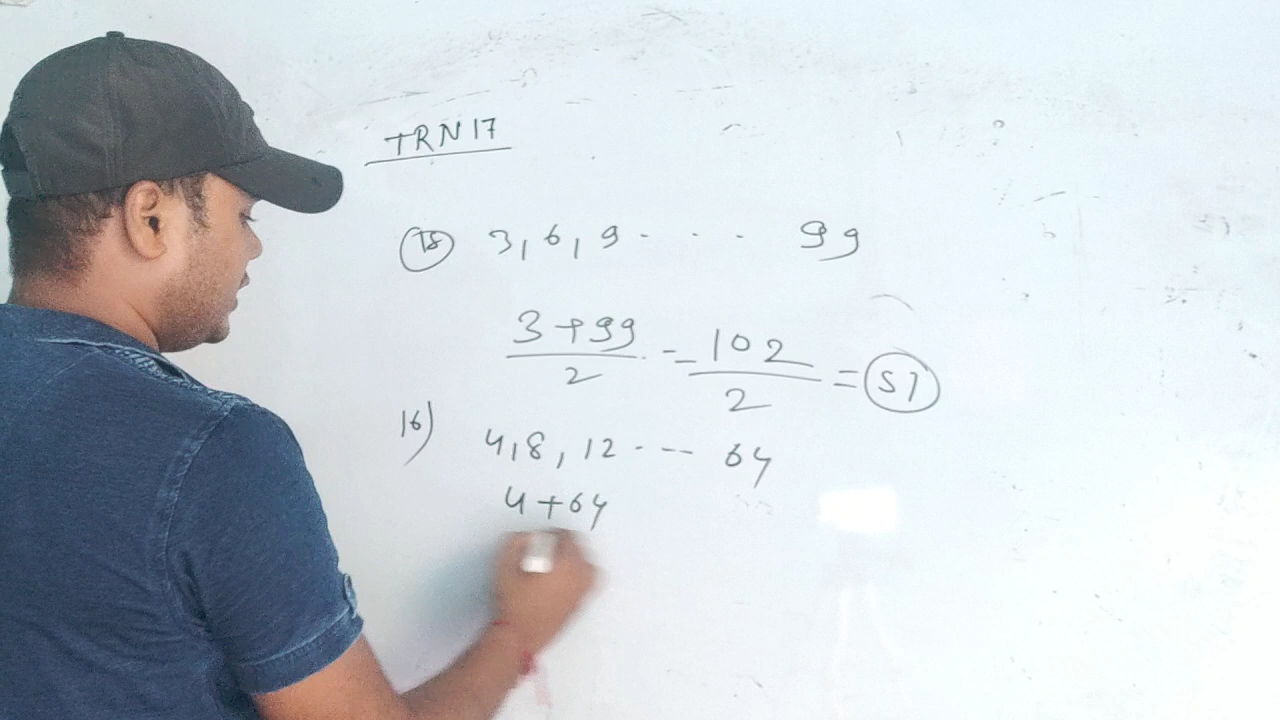 TRN17
15 3, 6, 9 - - - 99
3+99/2 = 102/2 = 51
16) 4, 8, 12 - -- 64
4+64